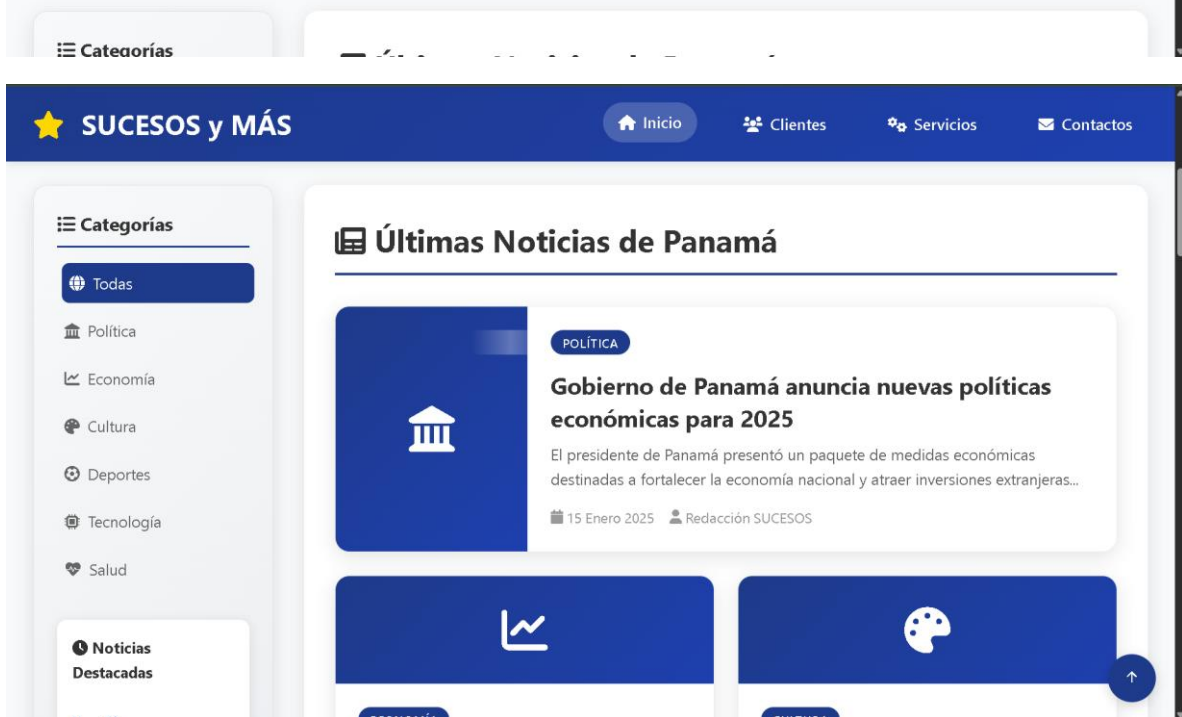 Categorías
SUCESOS y MÁS
Inicio
Clientes
Servicios
Contactos
Categorías
Todas
Política
Economía
Cultura
Deportes
Tecnología
Salud
Noticias
Destacadas
Últimas Noticias de Panamá
POLÍTICA
Gobierno de Panamá anuncia nuevas políticas
económicas para 2025
El presidente de Panamá presentó un paquete de medidas económicas
destinadas a fortalecer la economía nacional y atraer inversiones extranjeras...
15 Enero 2025
Redacción SUCESOS